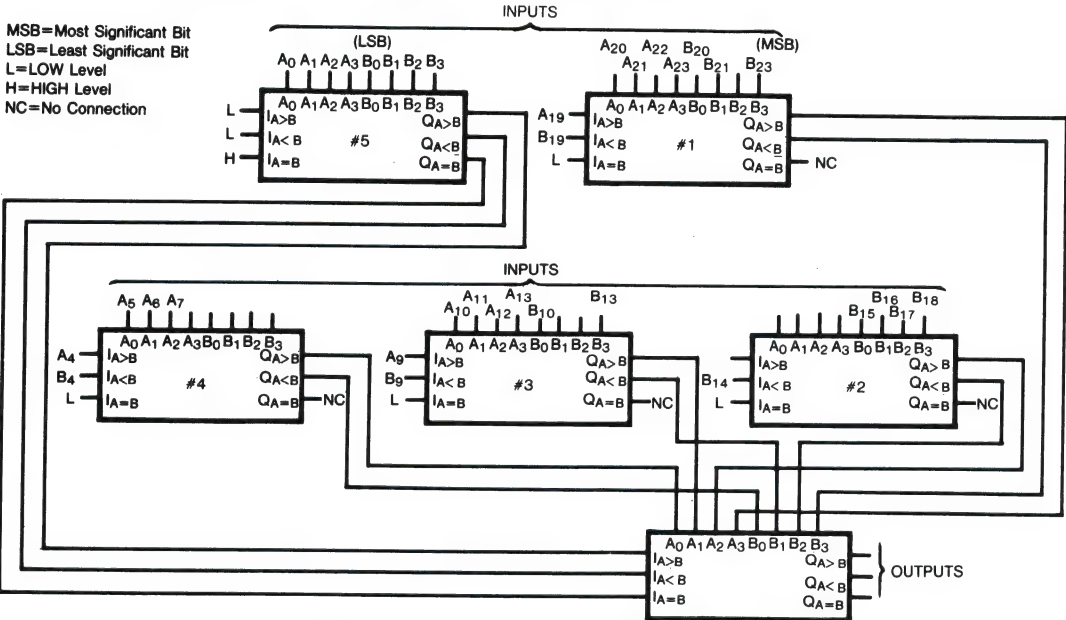 INPUTS
MSB=Most Significant Bit
LSB=Least Significant Bit
L=LOW Level
H=HIGH Level
NC=No Connection
(LSB)
A0 A1 A2 A3 B0 B1 B2 B3
A0 A1 A2 A3 B0 B1 B2 B3
L IA>B QA>B
L IA<B #5 QA<B
H IA=B QA=B
(MSB)
A20 A22 B20
A21 A23 B21 B23
A0 A1 A2 A3 B0 B1 B2 B3
A19 IA>B QA>B
B19 IA<B #1 QA<B
L IA=B QA=B NC
INPUTS
A5 A6 A7
A0 A1 A2 A3 B0 B1 B2 B3
A4 IA>B QA>B
B4 IA<B #4 QA<B
L IA=B QA=B NC
A11 A13 B13
A10 A12 B10
A0 A1 A2 A3 B0 B1 B2 B3
A9 IA>B QA>B
B9 IA<B #3 QA<B
L IA=B QA=B NC
B16 B18
B15 B17
A0 A1 A2 A3 B0 B1 B2 B3
IA>B QA>B
B14 IA<B #2 QA<B
L IA=B QA=B NC
A0 A1 A2 A3 B0 B1 B2 B3
IA>B QA>B
IA<B QA<B
IA=B QA=B
OUTPUTS